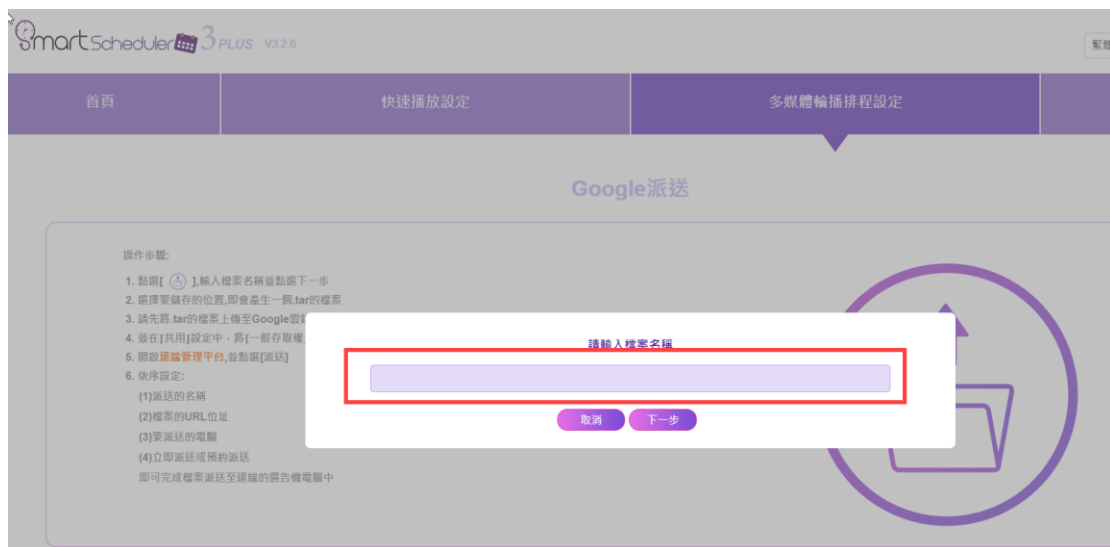 Smart Scheduler 3 PLUS V3.2.6
首頁
快速播放設定
多媒體輪播排程設定
Google派送
操作步驟:
1. 點選[ ],輸入檔案名稱並點選下一步
2. 選擇要儲存的位置,即會產生一個.tar的檔案
3. 請先將.tar的檔案上傳至Google雲
4. 並在[共用]設定中,將[一般存取權
5. 開啟遠端管理平台,並點選[派送]
6. 依序設定:
(1)派送的名稱
(2)檔案的URL位址
(3)要派送的電腦
(4)立即派送或預約派送
即可完成檔案派送至遠端的廣告機電腦中
請輸入檔案名稱
取消
下一步